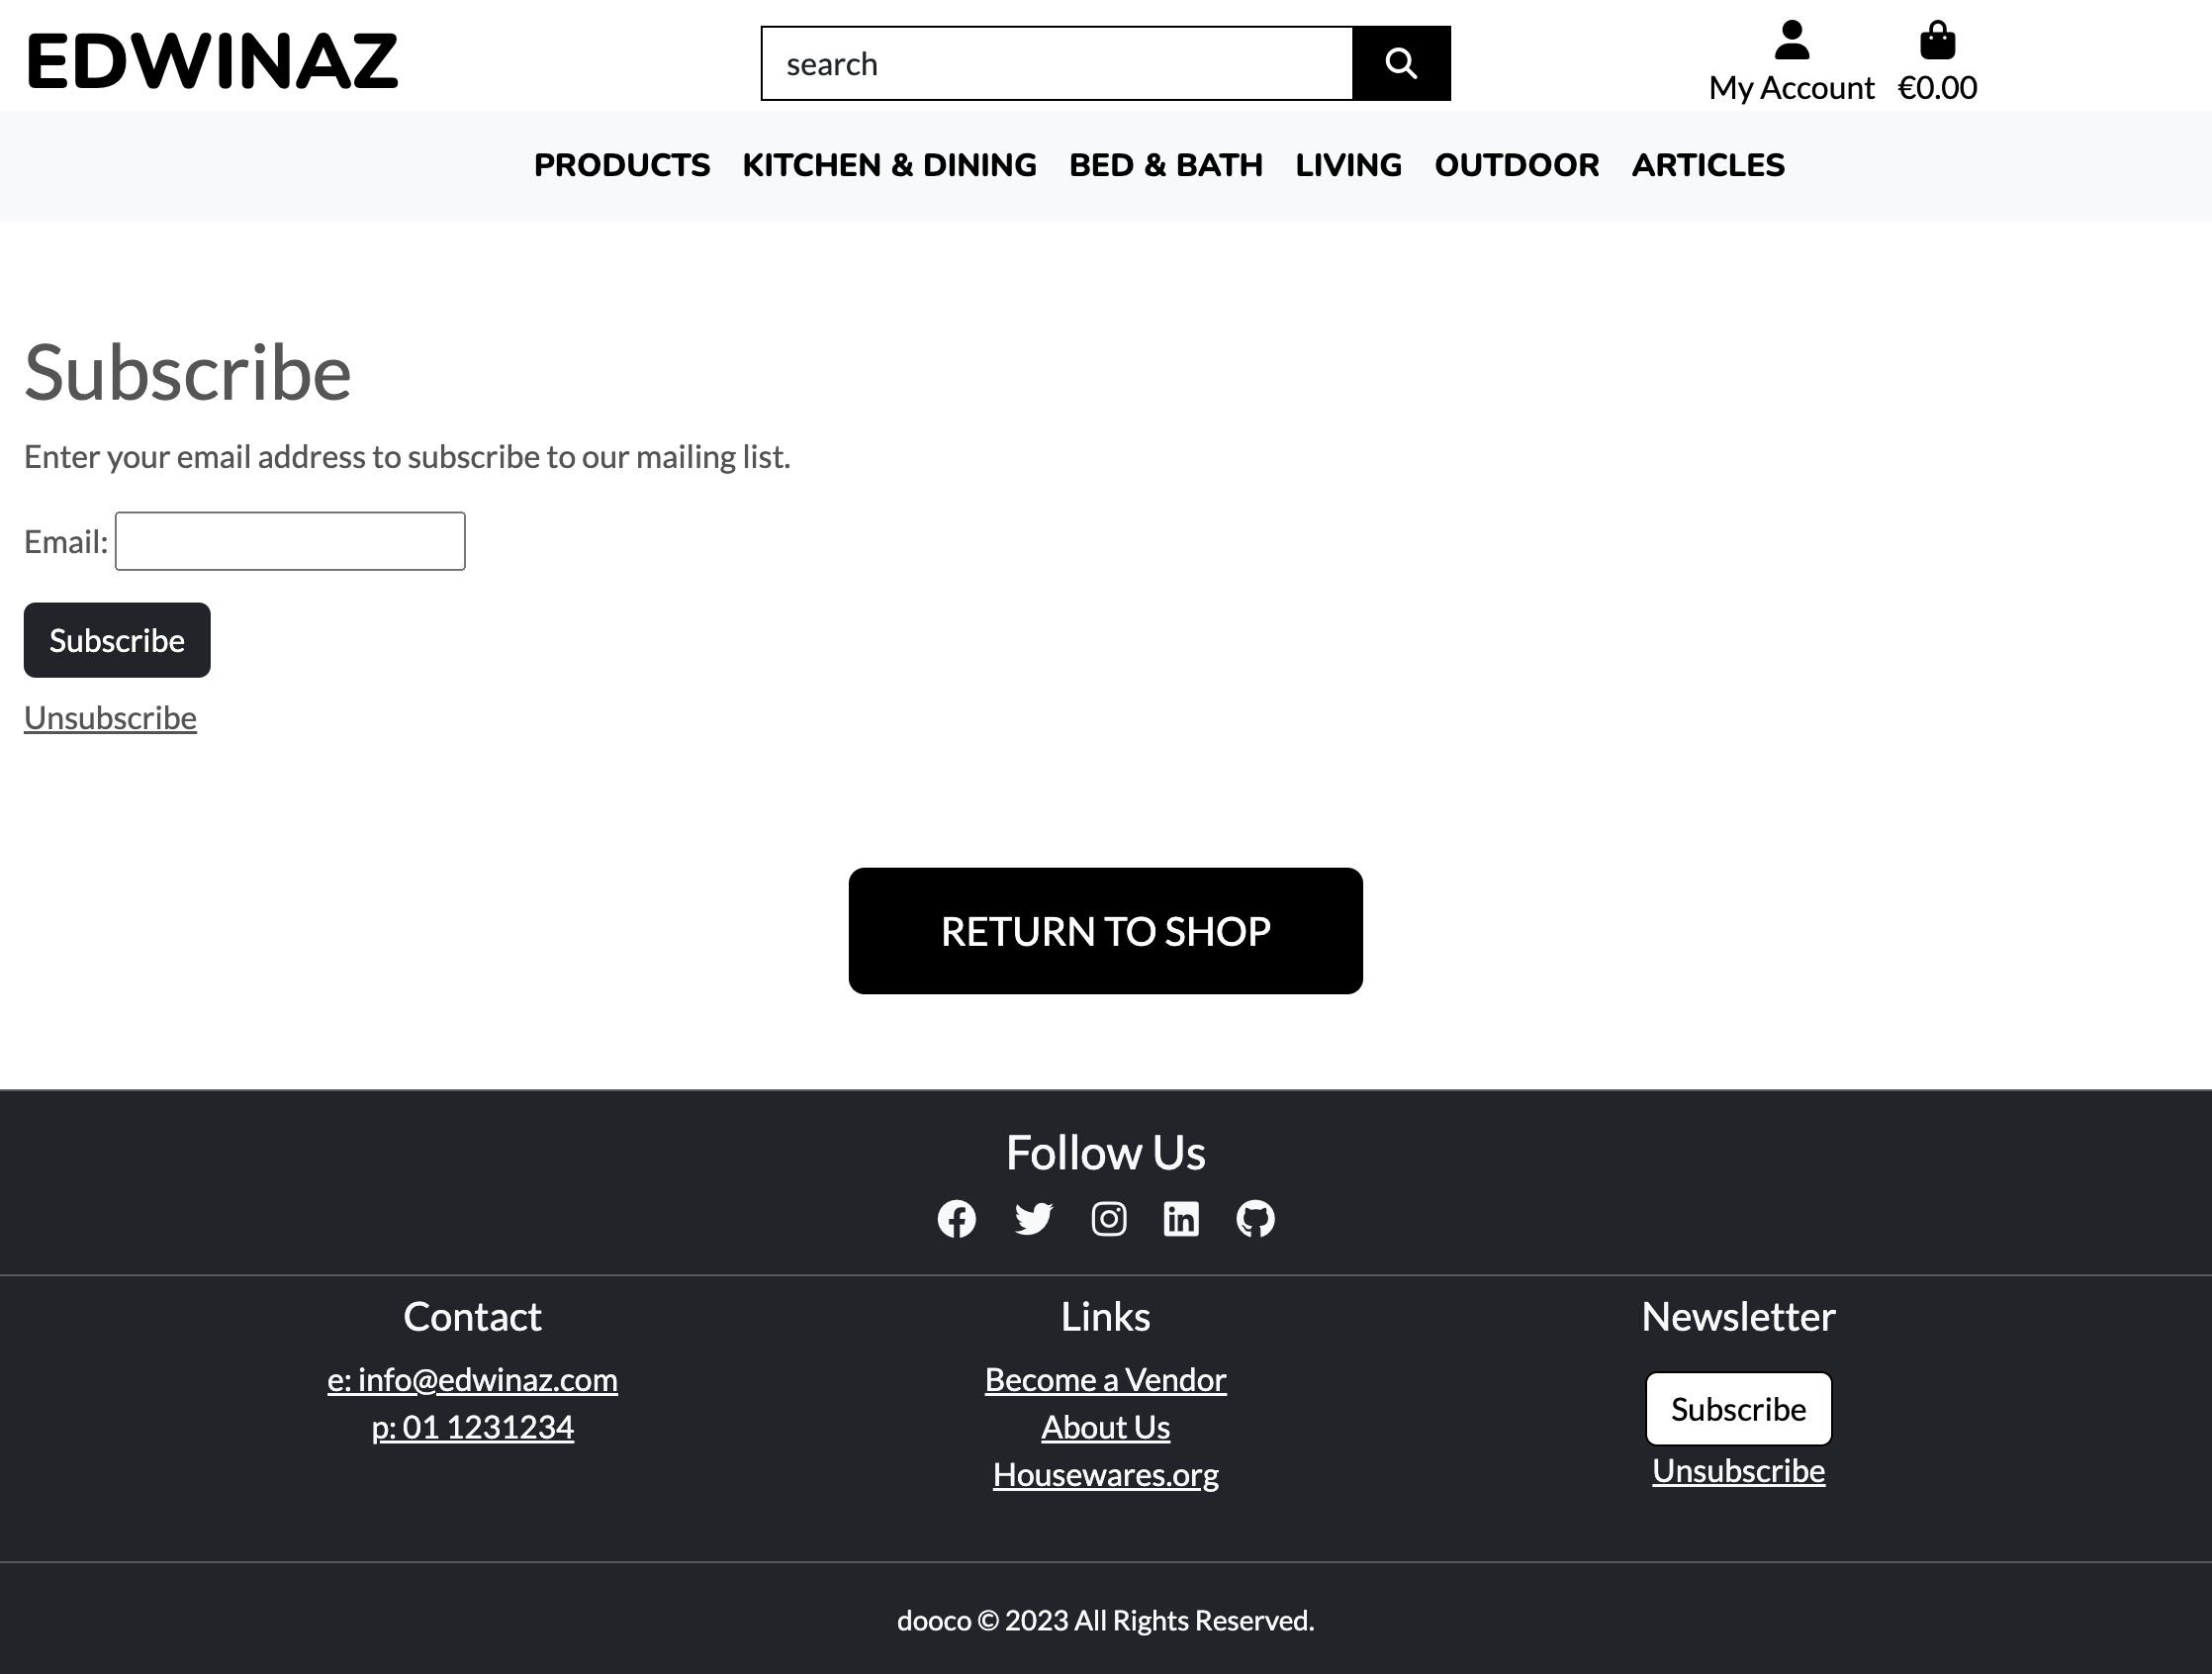 EDWINAZ
search
My Account €0.00
PRODUCTS KITCHEN & DINING BED & BATH LIVING OUTDOOR ARTICLES
Subscribe
Enter your email address to subscribe to our mailing list.
Email:
Subscribe
Unsubscribe
RETURN TO SHOP
Follow Us
Contact
e: info@edwinaz.com
p: 01 1231234
Links
Become a Vendor
About Us
Housewares.org
Newsletter
Subscribe
Unsubscribe
dooco © 2023 All Rights Reserved.